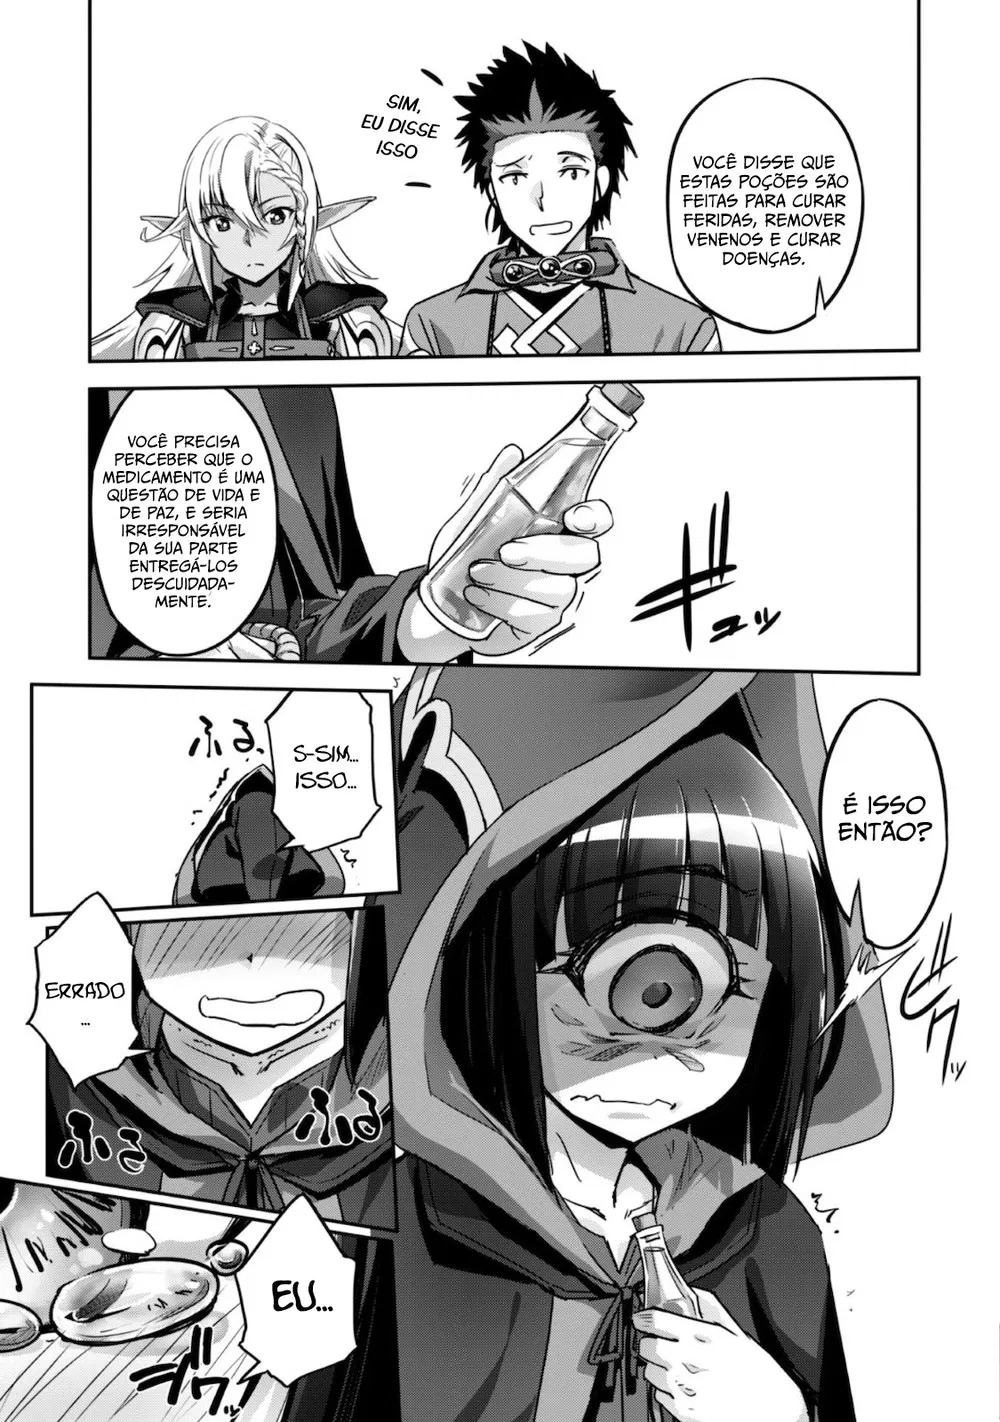 VOCÊ DISSE QUE
ESTAS POÇÕES SÃO
FEITAS PARA CURAR
FERIDAS, REMOVER
VENENOS E CURAR
DOENÇAS.
SIM,
EU DISSE
ISSO
VOCÊ PRECISA
PERCEBER QUE O
MEDICAMENTO É UMA
QUESTÃO DE VIDA E
DE PAZ, E SERIA
IRRESPONSÁVEL
DA SUA PARTE
ENTREGÁ-LOS
DESCUIDADA-
MENTE.
ギュッ
É ISSO
ENTÃO?
S-SIM...
ISSO...
ふる
ERRADO
...
ふる
ふる
EU...